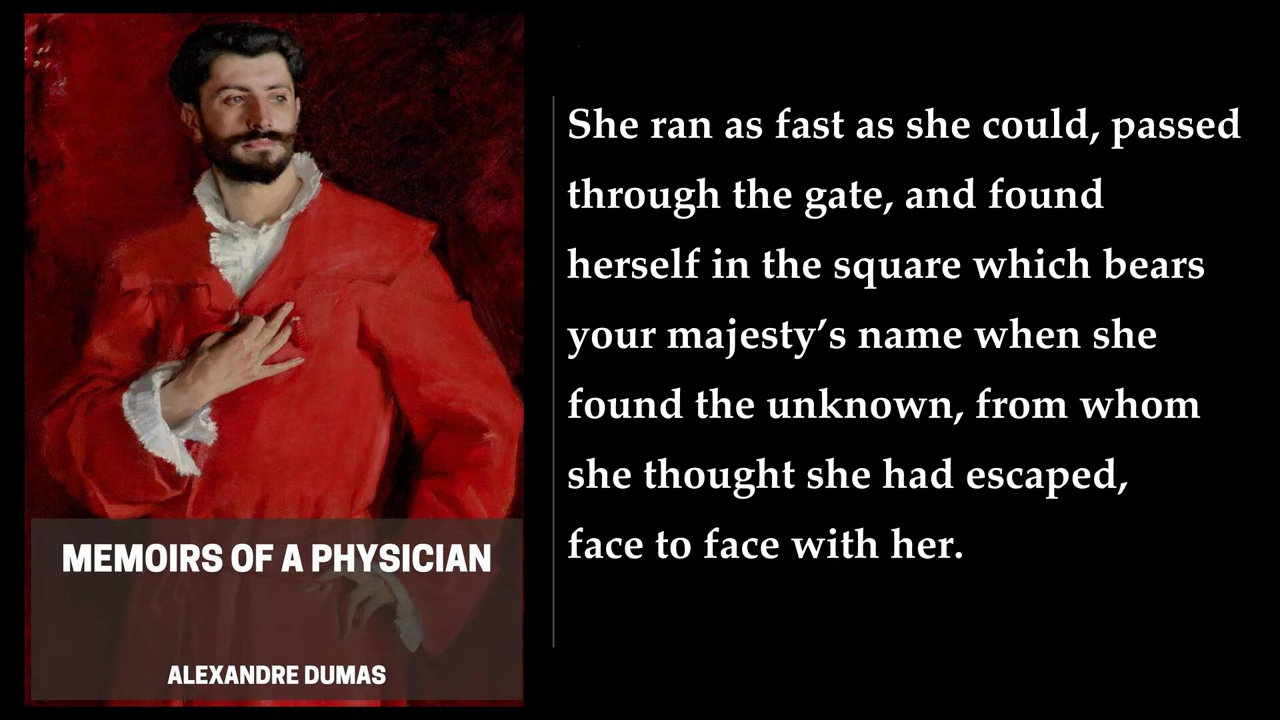 MEMOIRS OF A PHYSICIAN
ALEXANDRE DUMAS
She ran as fast as she could, passed
through the gate, and found
herself in the square which bears
your majesty’s name when she
found the unknown, from whom
she thought she had escaped,
face to face with her.